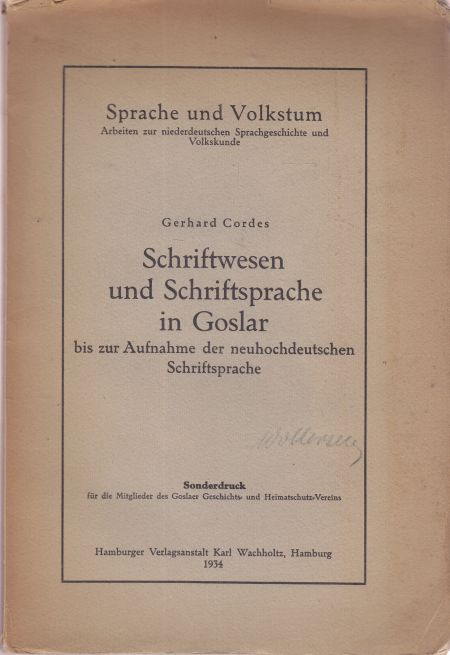 Sprache und Volkstum
Arbeiten zur niederdeutschen Sprachgeschichte und
Volkskunde
Gerhard Cordes
Schriftwesen
und Schriftsprache
in Goslar
bis zur Aufnahme der neuhochdeutschen
Schriftsprache
Sonderdruck
für die Mitglieder des Goslaer Geschichts- und Heimatschutz-Vereins
Hamburger Verlagsanstalt Karl Wachholtz, Hamburg
1934